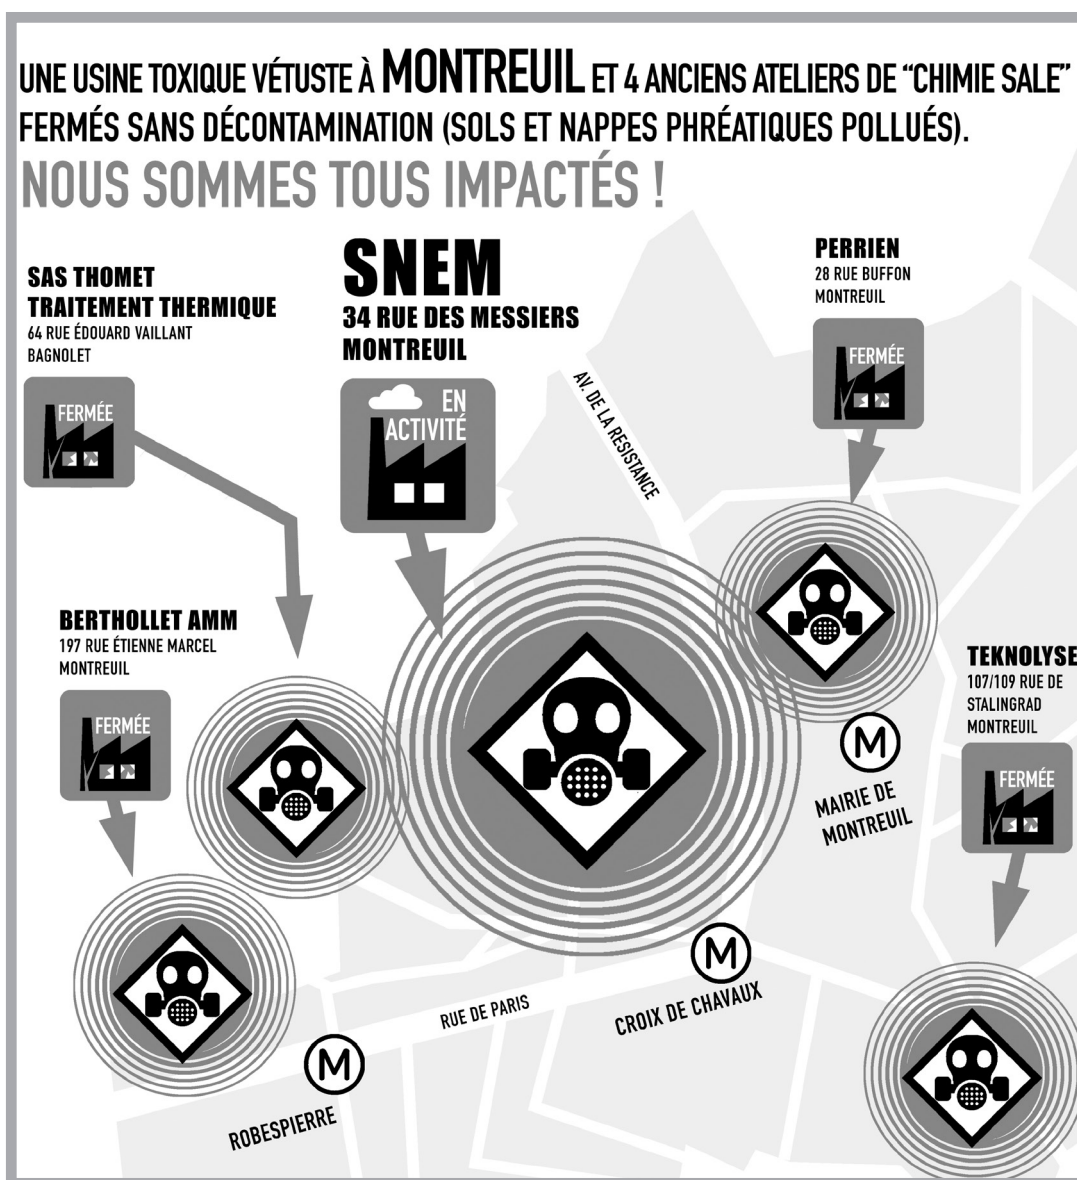 UNE USINE TOXIQUE VÉTUSTE À MONTREUIL ET 4 ANCIENS ATELIERS DE “CHIMIE SALE”
FERMÉS SANS DÉCONTAMINATION (SOLS ET NAPPES PHRÉATIQUES POLLUÉS).
NOUS SOMMES TOUS IMPACTÉS !
SAS THOMET
TRAITEMENT THERMIQUE
64 RUE ÉDOUARD VAILLANT
BAGNOLET
FERMÉE
SNEM
34 RUE DES MESSIERS
MONTREUIL
EN
ACTIVITÉ
PERRIEN
28 RUE BUFFON
MONTREUIL
FERMÉE
AV. DE LA RESISTANCE
BERTHOLLET AMM
197 RUE ÉTIENNE MARCEL
MONTREUIL
FERMÉE
TEKNOLYSE
107/109 RUE DE
STALINGRAD
MONTREUIL
FERMÉE
M
MAIRIE DE
MONTREUIL
M
CROIX DE CHAVAUX
RUE DE PARIS
M
ROBESPIERRE